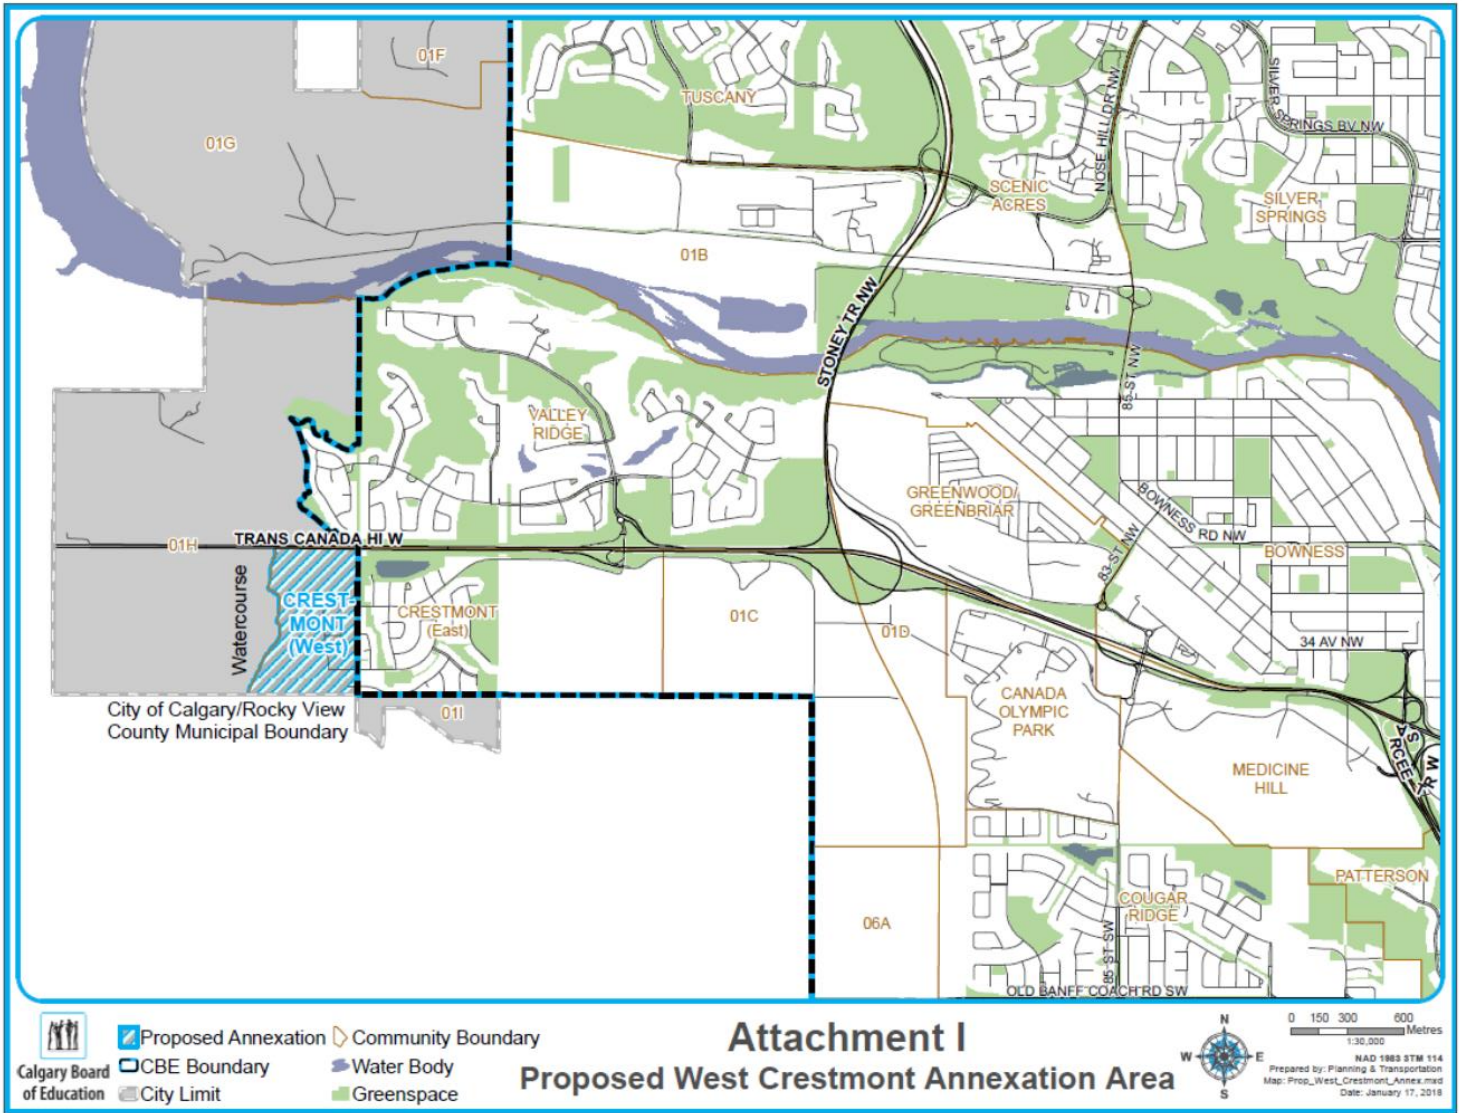 01F
TUSCANY
NOSE HILL DR NW
SILVER SPRINGS BV NW
01G
SCENIC
ACRES
SILVER
SPRINGS
01B
STONEY TR NW
85 ST NW
VALLEY
RIDGE
GREENWOOD/
GREENBRIAR
BOWNESS RD NW
83 ST NW
BOWNESS
TRANS CANADA HI W
01H
Watercourse
CREST-
MONT
(West)
CRESTMONT
(East)
01C
01D
34 AV NW
City of Calgary/Rocky View
County Municipal Boundary
01I
CANADA
OLYMPIC
PARK
MEDICINE
HILL
SARCEE TR W
PATTERSON
COUGAR
RIDGE
06A
85 ST SW
OLD BANFF COACH RD SW
Calgary Board
of Education
Proposed Annexation
CBE Boundary
City Limit
Community Boundary
Water Body
Greenspace
Attachment I
Proposed West Crestmont Annexation Area
N
W E
S
0 150 300 600
Metres
1:30,000
NAD 1983 3TM 114
Prepared by: Planning & Transportation
Map: Prop_West_Crestmont_Annex.mxd
Date: January 17, 2018